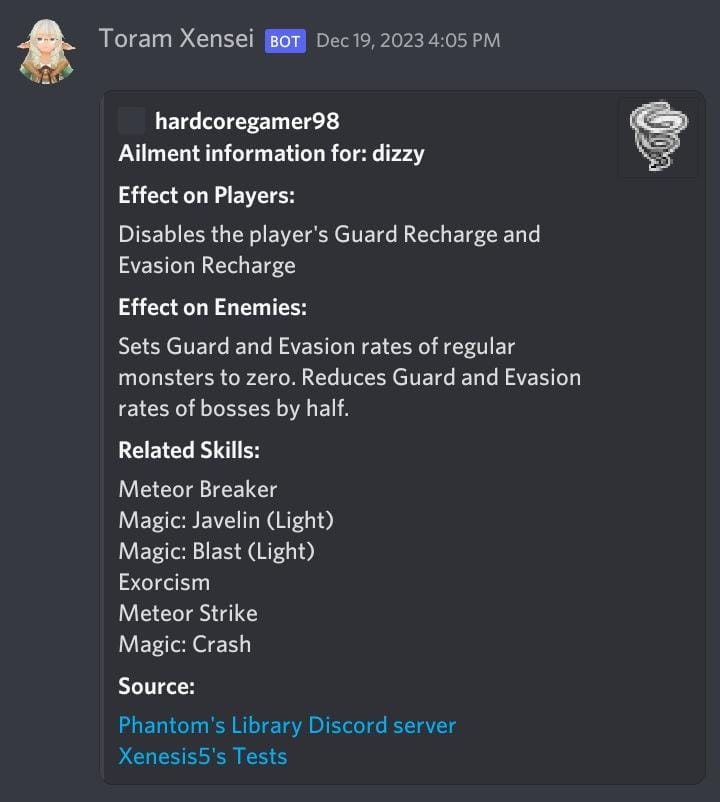 Toram Xensei BOT Dec 19, 2023 4:05 PM
hardcoregamer98
Ailment information for: dizzy
Effect on Players:
Disables the player's Guard Recharge and
Evasion Recharge
Effect on Enemies:
Sets Guard and Evasion rates of regular
monsters to zero. Reduces Guard and Evasion
rates of bosses by half.
Related Skills:
Meteor Breaker
Magic: Javelin (Light)
Magic: Blast (Light)
Exorcism
Meteor Strike
Magic: Crash
Source:
Phantom's Library Discord server
Xenesis5's Tests